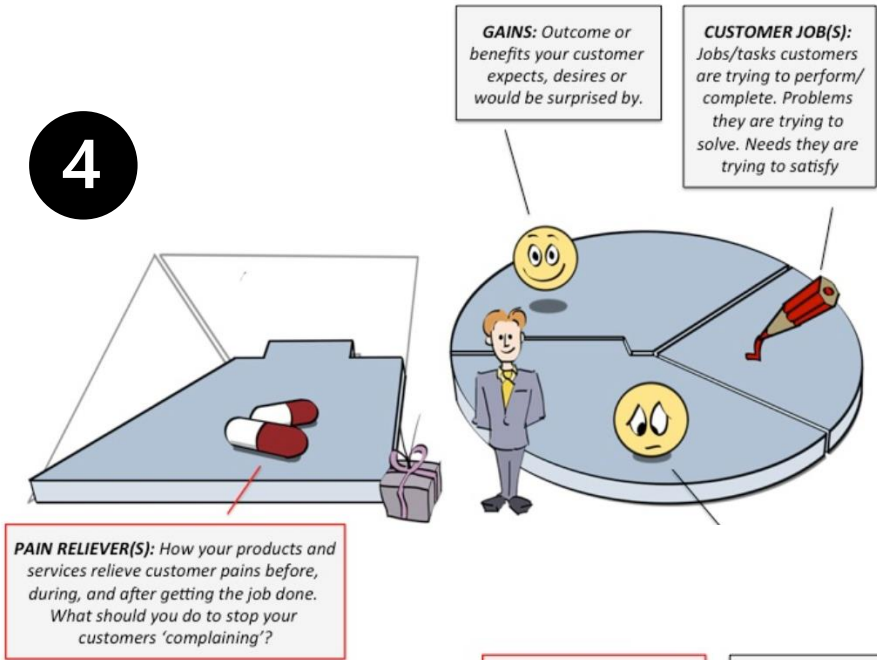 4
GAINS: Outcome or
benefits your customer
expects, desires or
would be surprised by.
CUSTOMER JOB(S):
Jobs/tasks customers
are trying to perform/
complete. Problems
they are trying to
solve. Needs they are
trying to satisfy
PAIN RELIEVER(S): How your products and
services relieve customer pains before,
during, and after getting the job done.
What should you do to stop your
customers ‘complaining’?